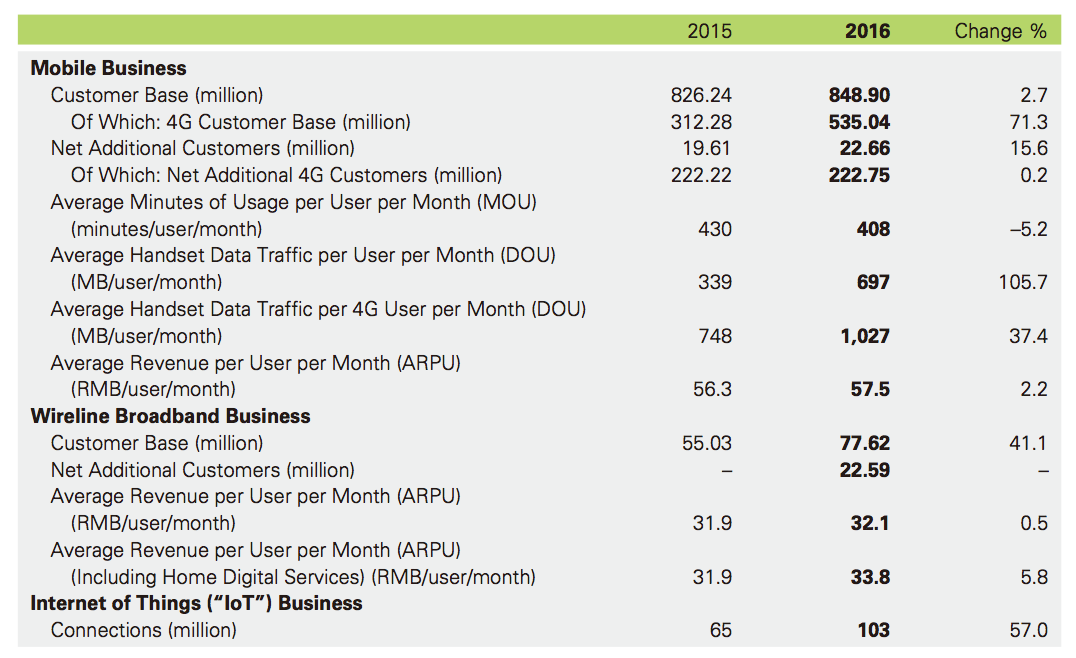 2015 2016 Change %
Mobile Business
Customer Base (million) 826.24 848.90 2.7
Of Which: 4G Customer Base (million) 312.28 535.04 71.3
Net Additional Customers (million) 19.61 22.66 15.6
Of Which: Net Additional 4G Customers (million) 222.22 222.75 0.2
Average Minutes of Usage per User per Month (MOU)
(minutes/user/month) 430 408 –5.2
Average Handset Data Traffic per User per Month (DOU)
(MB/user/month) 339 697 105.7
Average Handset Data Traffic per 4G User per Month (DOU)
(MB/user/month) 748 1,027 37.4
Average Revenue per User per Month (ARPU)
(RMB/user/month) 56.3 57.5 2.2
Wireline Broadband Business
Customer Base (million) 55.03 77.62 41.1
Net Additional Customers (million) – 22.59 –
Average Revenue per User per Month (ARPU)
(RMB/user/month) 31.9 32.1 0.5
Average Revenue per User per Month (ARPU)
(Including Home Digital Services) (RMB/user/month) 31.9 33.8 5.8
Internet of Things (“IoT”) Business
Connections (million) 65 103 57.0